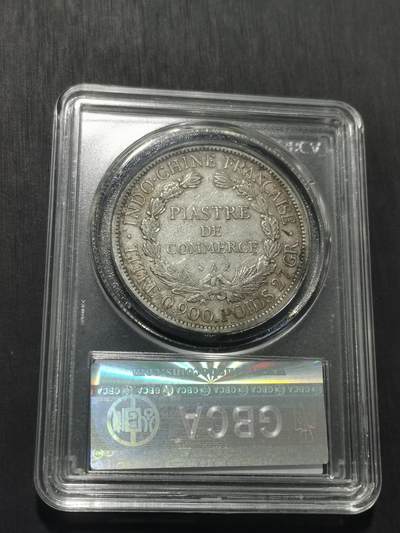 INDO-CHINE FRANÇAISE
PIASTRE
DE
COMMERCE
TITRE 0.900. POIDS 27 GR.
GBCA